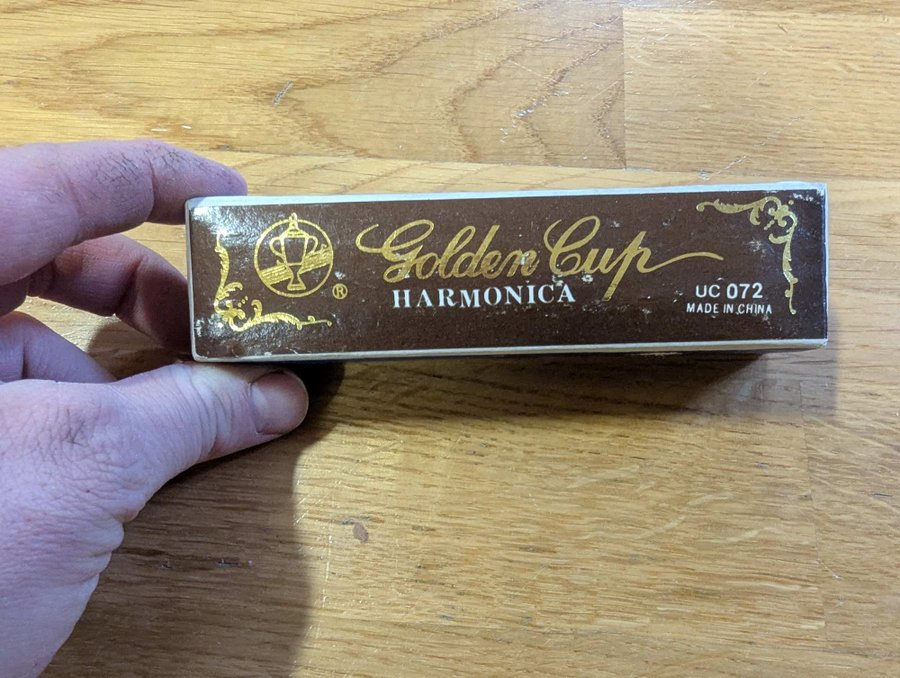 Golden Cup
HARMONICA
®
UC 072
MADE IN CHINA